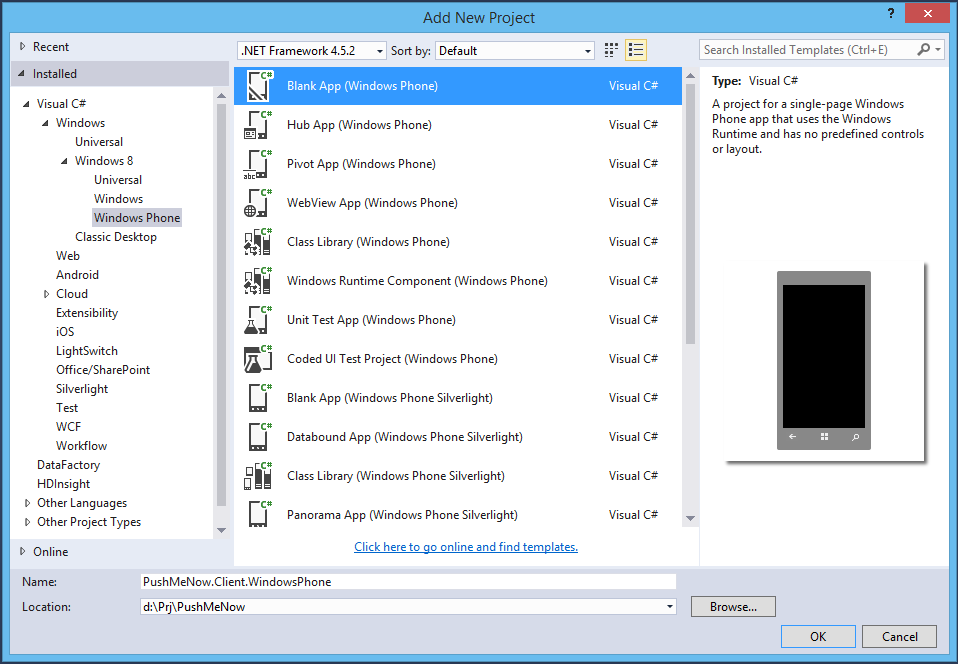 Add New Project
?
Recent
Installed
Visual C#
Windows
Universal
Windows 8
Universal
Windows
Windows Phone
Classic Desktop
Web
Android
Cloud
Extensibility
iOS
LightSwitch
Office/SharePoint
Silverlight
Test
WCF
Workflow
DataFactory
HDInsight
Other Languages
Other Project Types
Online
.NET Framework 4.5.2 Sort by: Default
Blank App (Windows Phone) Visual C#
Hub App (Windows Phone) Visual C#
Pivot App (Windows Phone) Visual C#
WebView App (Windows Phone) Visual C#
Class Library (Windows Phone) Visual C#
Windows Runtime Component (Windows Phone) Visual C#
Unit Test App (Windows Phone) Visual C#
Coded UI Test Project (Windows Phone) Visual C#
Blank App (Windows Phone Silverlight) Visual C#
Databound App (Windows Phone Silverlight) Visual C#
Class Library (Windows Phone Silverlight) Visual C#
Panorama App (Windows Phone Silverlight) Visual C#
Click here to go online and find templates.
Search Installed Templates (Ctrl+E)
Type: Visual C#
A project for a single-page Windows
Phone app that uses the Windows
Runtime and has no predefined controls
or layout.
Name: PushMeNow.Client.WindowsPhone
Location: d:\Prj\PushMeNow
Browse...
OK Cancel